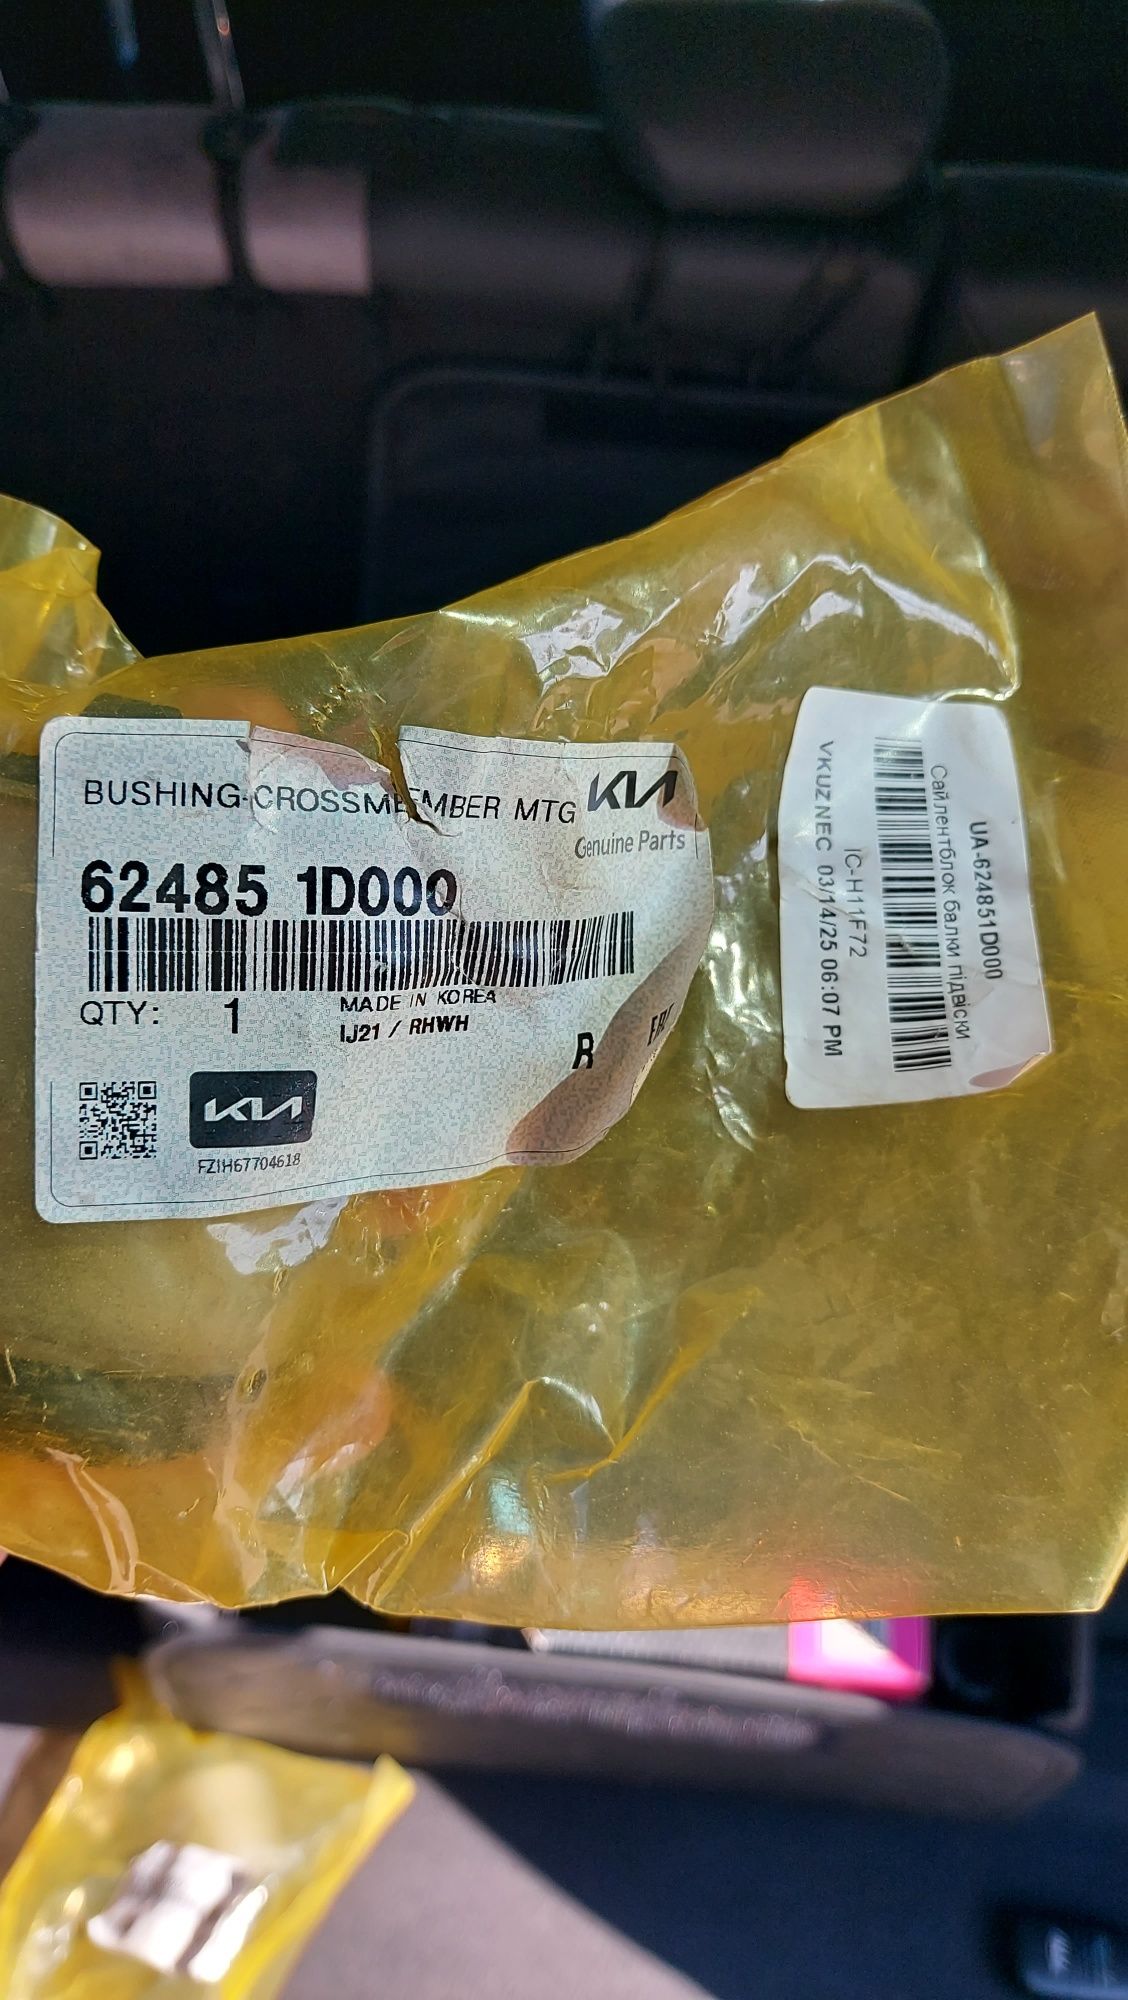 BUSHING-CROSSMEMBER MTG
KIA
Genuine Parts
62485 1D000
QTY: 1
MADE IN KOREA
IJ21 / RHWH
R
KIA
FZIH67704618
UA-624851D000
Сайлентблок балки підвіски
IC-H11F72
VKUZNEC 03/14/25 06:07 PM